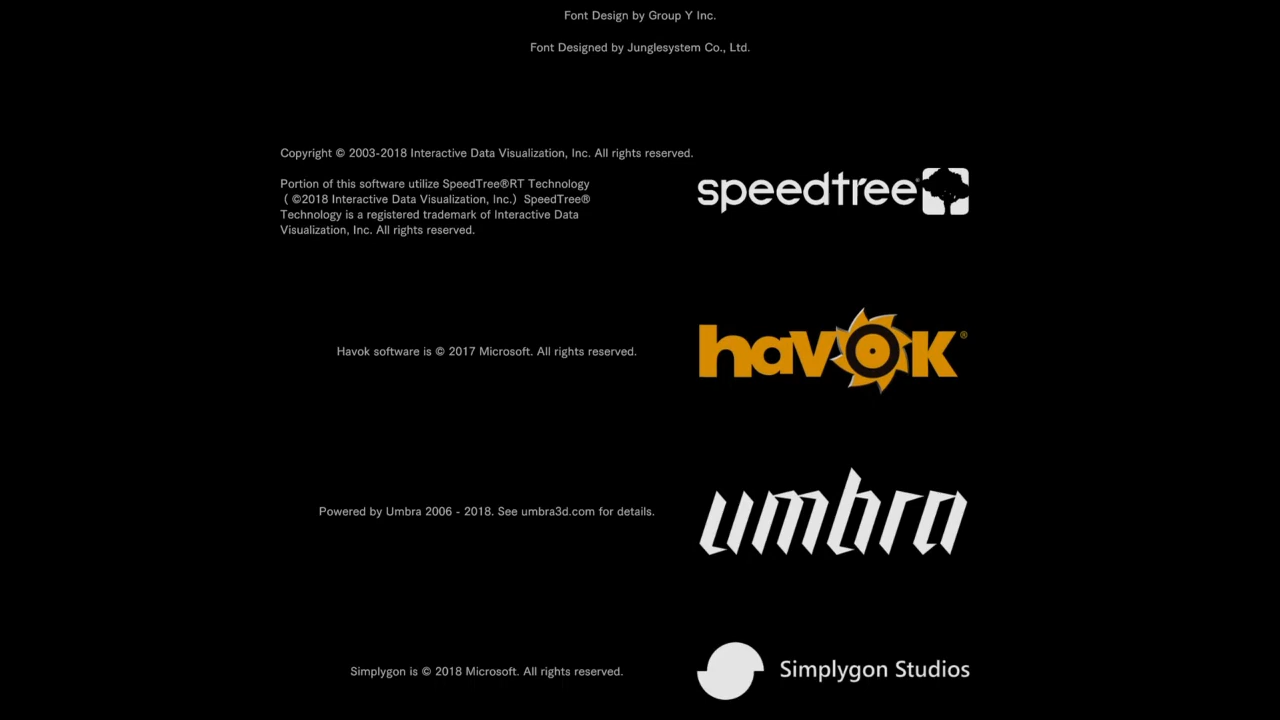 Font Design by Group Y Inc.
Font Designed by Junglesystem Co., Ltd.
Copyright © 2003-2018 Interactive Data Visualization, Inc. All rights reserved.
Portion of this software utilize SpeedTree®RT Technology
( ©2018 Interactive Data Visualization, Inc.) SpeedTree®
Technology is a registered trademark of Interactive Data
Visualization, Inc. All rights reserved.
speedtree®
Havok software is © 2017 Microsoft. All rights reserved.
havok®
Powered by Umbra 2006 - 2018. See umbra3d.com for details.
umbra
Simplygon is © 2018 Microsoft. All rights reserved.
Simplygon Studios